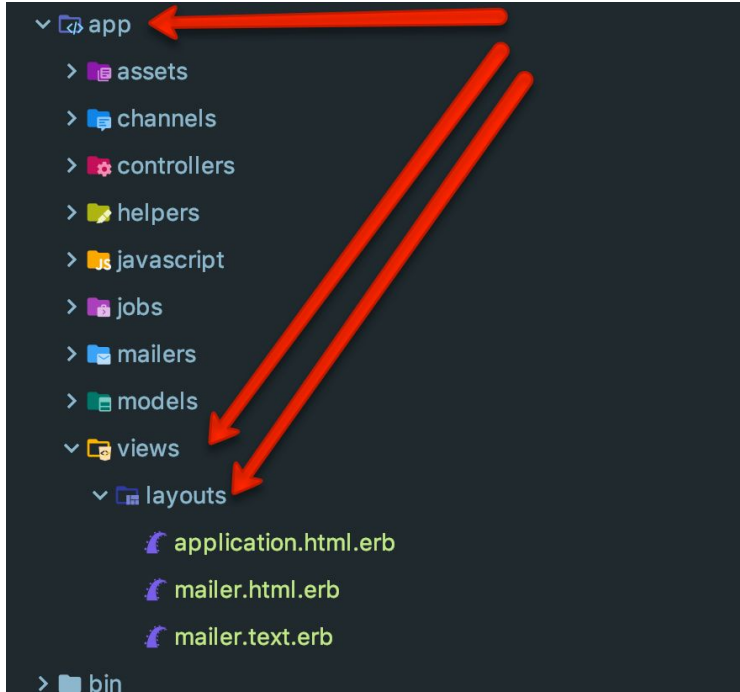 app
assets
channels
controllers
helpers
javascript
jobs
mailers
models
views
layouts
application.html.erb
mailer.html.erb
mailer.text.erb
bin